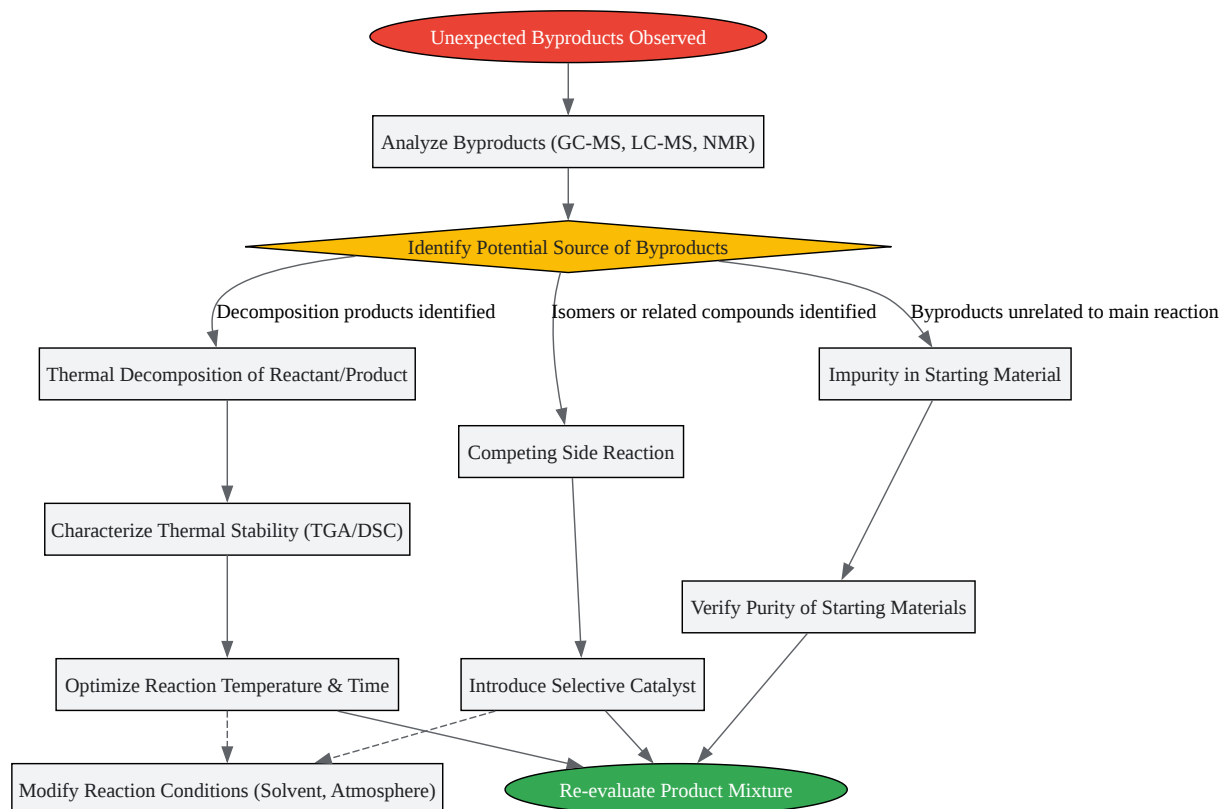 Unexpected Byproducts Observed
Analyze Byproducts (GC-MS, LC-MS, NMR)
Identify Potential Source of Byproducts
Decomposition products identified
Isomers or related compounds identified
Byproducts unrelated to main reaction
Thermal Decomposition of Reactant/Product
Impurity in Starting Material
Competing Side Reaction
Characterize Thermal Stability (TGA/DSC)
Verify Purity of Starting Materials
Optimize Reaction Temperature & Time
Introduce Selective Catalyst
Modify Reaction Conditions (Solvent, Atmosphere)
Re-evaluate Product Mixture